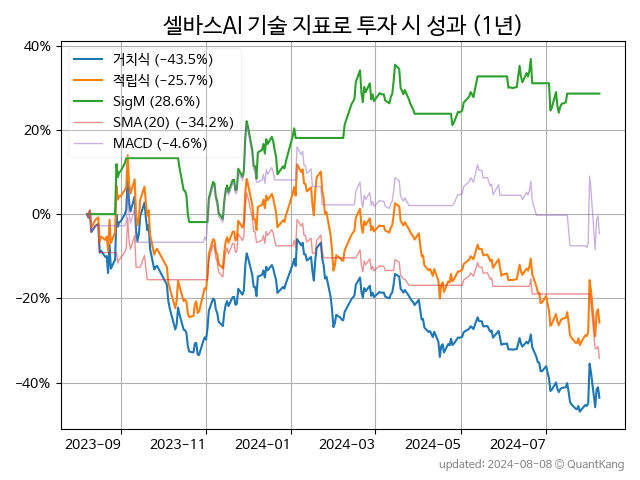 셀바스AI 기술 지표로 투자 시 성과 (1년)
거치식 (−43.5%)
적립식 (−25.7%)
SigM (28.6%)
SMA(20) (−34.2%)
MACD (−4.6%)
40%
20%
0%
−20%
−40%
2023-09 2023-11 2024-01 2024-03 2024-05 2024-07
updated: 2024-08-08 © QuantKang